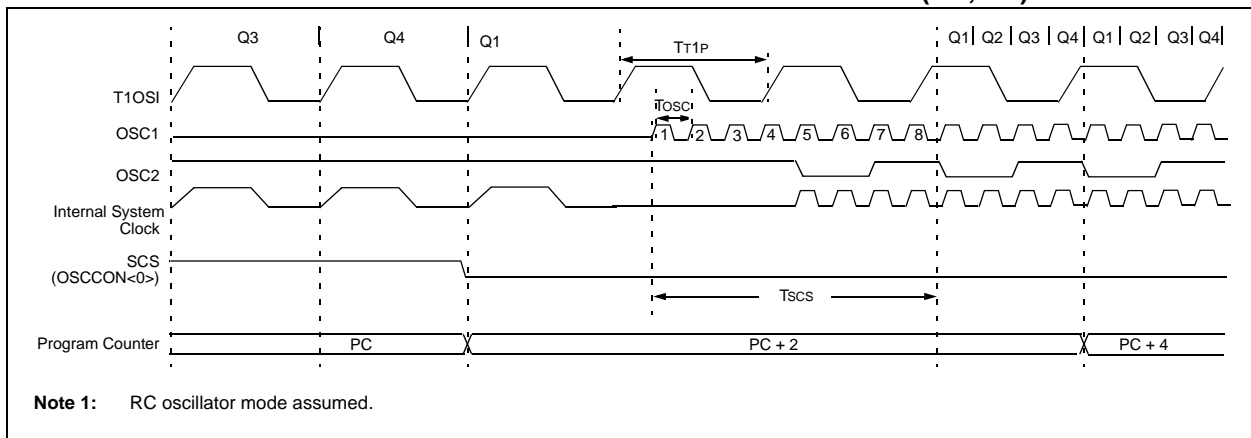 Q3 Q4 Q1 Q1 Q2 Q3 Q4 Q1 Q2 Q3 Q4
TT1P
T1OSI
TOSC
OSC1
1 2 3 4 5 6 7 8
OSC2
Internal System
Clock
SCS
(OSCCON<0>)
TSCS
Program Counter PC PC + 2 PC + 4
Note 1: RC oscillator mode assumed.